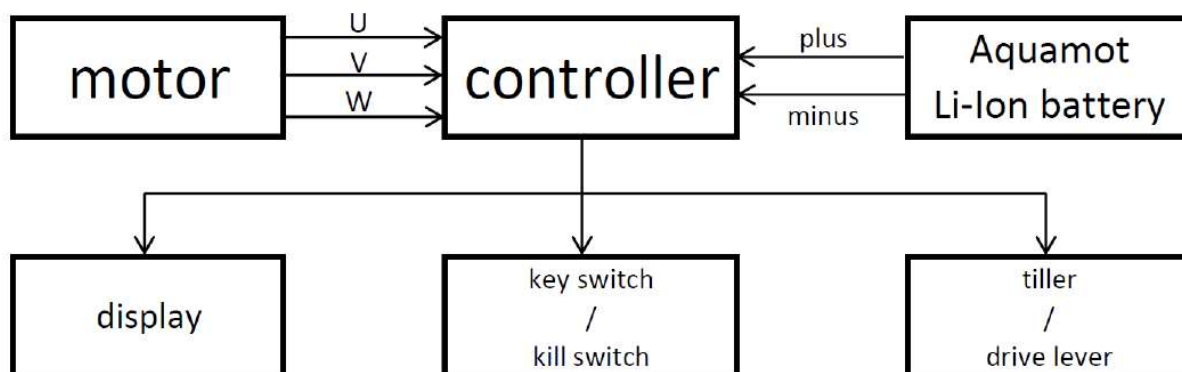 motor
U
V
W
controller
plus
minus
Aquamot
Li-Ion battery
display
key switch
/
kill switch
tiller
/
drive lever